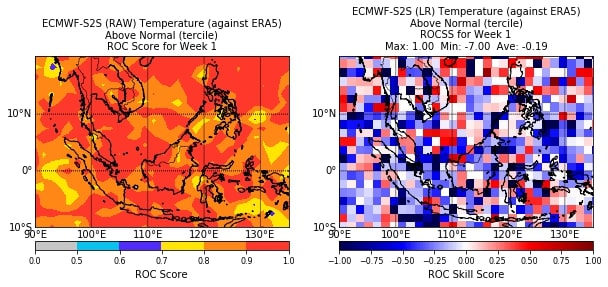 ECMWF-S2S (RAW) Temperature (against ERA5)
Above Normal (tercile)
ROC Score for Week 1
10°N
0°
10°S
90°E 100°E 110°E 120°E 130°E
0.0 0.5 0.6 0.7 0.8 0.9 1.0
ROC Score
ECMWF-S2S (LR) Temperature (against ERA5)
Above Normal (tercile)
ROCSS for Week 1
Max: 1.00 Min: -7.00 Ave: -0.19
10°N
0°
10°S
90°E 100°E 110°E 120°E 130°E
−1.00 −0.75 −0.50 −0.25 0.00 0.25 0.50 0.75 1.00
ROC Skill Score